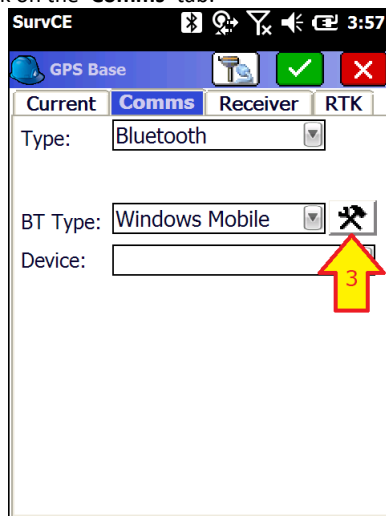 k on the "Comms" tab.
SurvCE 3:57
GPS Base
Current Comms Receiver RTK
Type: Bluetooth
BT Type: Windows Mobile
Device:
3